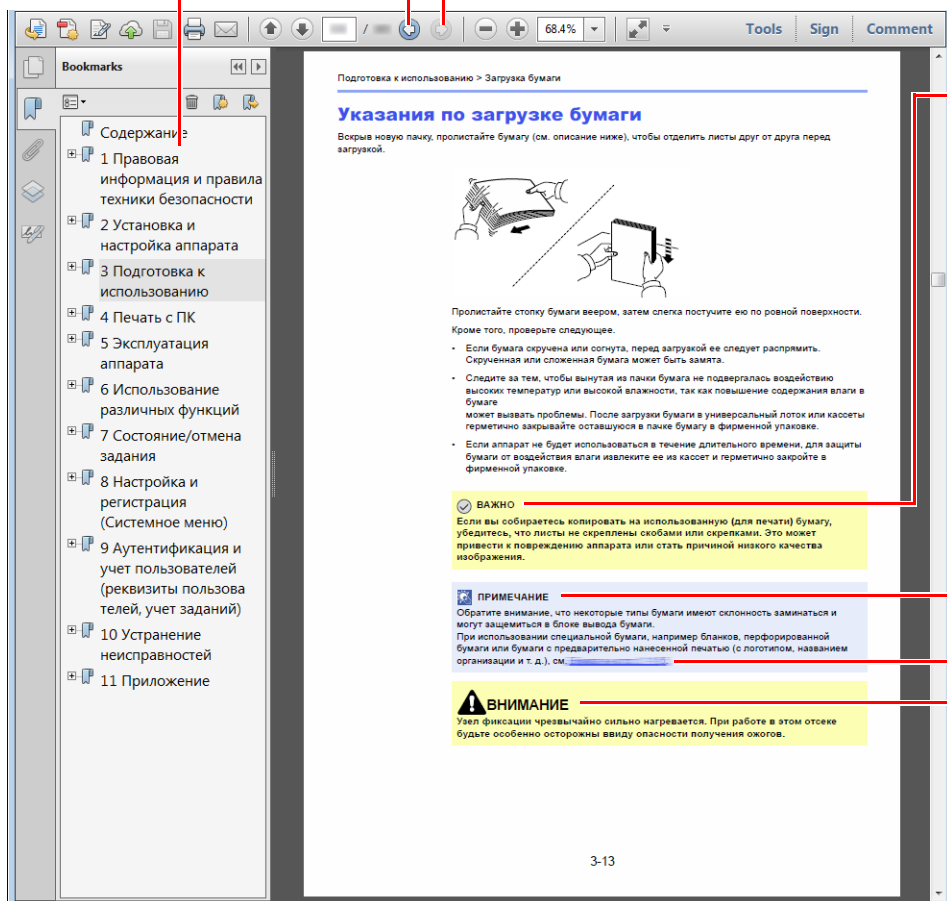 /
68.4%
Tools
Sign
Comment
Bookmarks
Содержание
1 Правовая
информация и правила
техники безопасности
2 Установка и
настройка аппарата
3 Подготовка к
использованию
4 Печать с ПК
5 Эксплуатация
аппарата
6 Использование
различных функций
7 Состояние/отмена
задания
8 Настройка и
регистрация
(Системное меню)
9 Аутентификация и
учет пользователей
(реквизиты пользова
телей, учет заданий)
10 Устранение
неисправностей
11 Приложение
Подготовка к использованию > Загрузка бумаги
Указания по загрузке бумаги
Вскрыв новую пачку, пролистайте бумагу (см. описание ниже), чтобы отделить листы друг от друга перед
загрузкой.
Пролистайте стопку бумаги веером, затем слегка постучите ею по ровной поверхности.
Кроме того, проверьте следующее.
• Если бумага скручена или согнута, перед загрузкой ее следует распрямить.
Скрученная или сложенная бумага может быть замята.
• Следите за тем, чтобы вынутая из пачки бумага не подвергалась воздействию
высоких температур или высокой влажности, так как повышение содержания влаги в
бумаге
может вызвать проблемы. После загрузки бумаги в универсальный лоток или кассеты
герметично закрывайте оставшуюся в пачке бумагу в фирменной упаковке.
• Если аппарат не будет использоваться в течение длительного времени, для защиты
бумаги от воздействия влаги извлеките ее из кассет и герметично закройте в
фирменной упаковке.
ВАЖНО
Если вы собираетесь копировать на использованную (для печати) бумагу,
убедитесь, что листы не скреплены скобами или скрепками. Это может
привести к повреждению аппарата или стать причиной низкого качества
изображения.
ПРИМЕЧАНИЕ
Обратите внимание, что некоторые типы бумаги имеют склонность заминаться и
могут защемиться в блоке вывода бумаги.
При использовании специальной бумаги, например бланков, перфорированной
бумаги или бумаги с предварительно нанесенной печатью (с логотипом, названием
организации и т. д.), см.
ВНИМАНИЕ
Узел фиксации чрезвычайно сильно нагревается. При работе в этом отсеке
будьте особенно осторожны ввиду опасности получения ожогов.
3-13